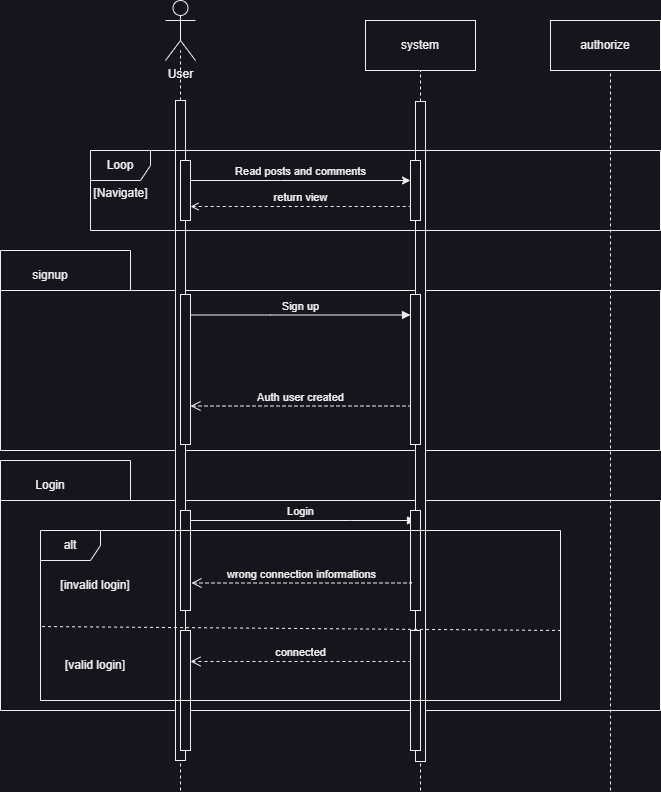 User
system
authorize
Loop
[Navigate]
Read posts and comments
return view
signup
Sign up
Auth user created
Login
Login
alt
[invalid login]
wrong connection informations
[valid login]
connected